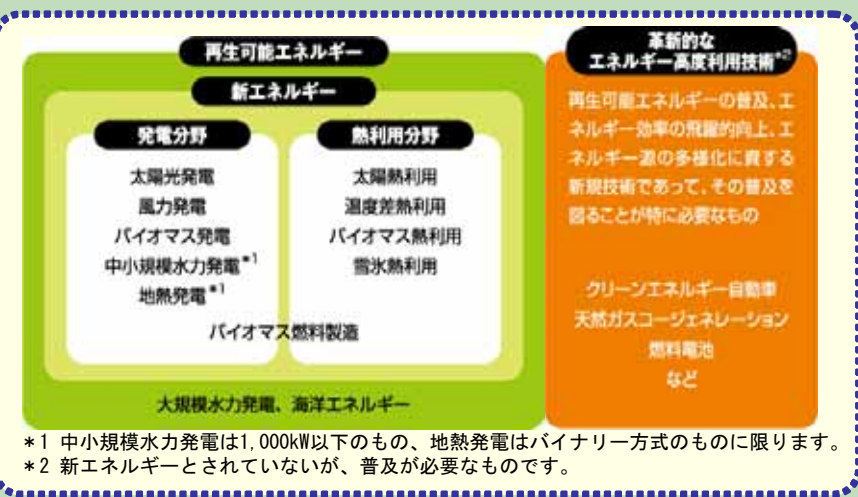 再生可能エネルギー
新エネルギー
発電分野
太陽光発電
風力発電
バイオマス発電
中小規模水力発電*1
地熱発電*1
熱利用分野
太陽熱利用
温度差熱利用
バイオマス熱利用
雪氷熱利用
バイオマス燃料製造
大規模水力発電、海洋エネルギー
革新的な
エネルギー高度利用技術*2
再生可能エネルギーの普及、エ
ネルギー効率の飛躍的向上、エ
ネルギー源の多様化に資する
新規技術であって、その普及を
図ることが特に必要なもの
クリーンエネルギー自動車
天然ガスコージェネレーション
燃料電池
など
*1 中小規模水力発電は1,000kW以下のもの、地熱発電はバイナリー方式のものに限ります。
*2 新エネルギーとされていないが、普及が必要なものです。